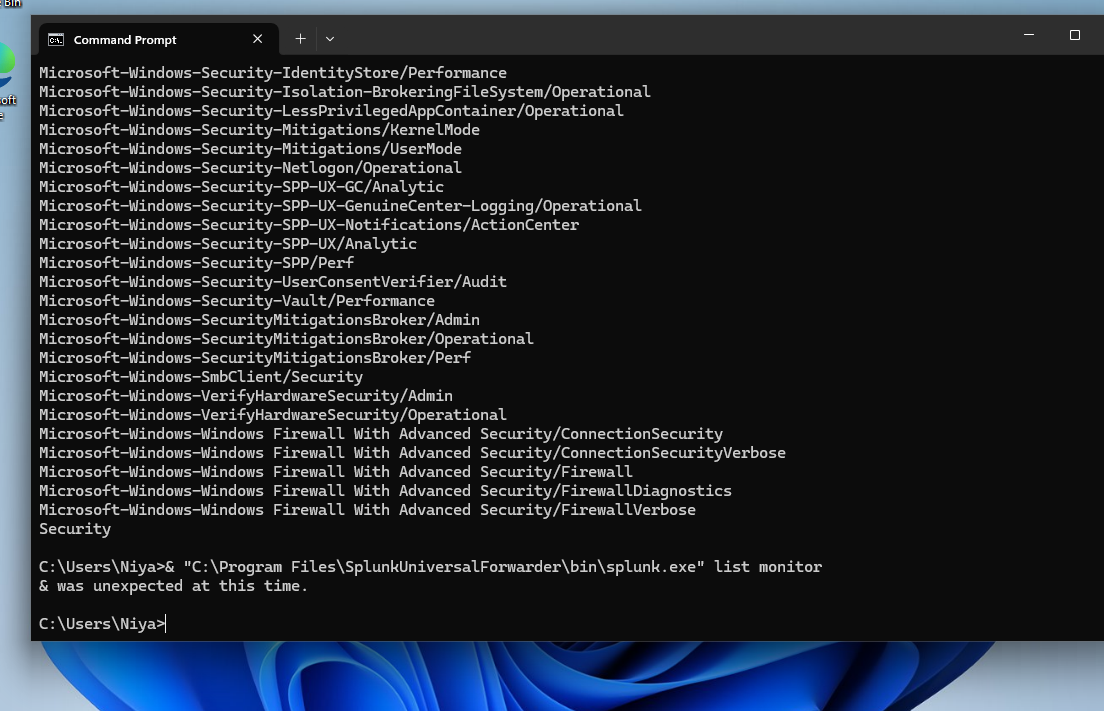 Bin
Command Prompt
oft
e
Microsoft-Windows-Security-IdentityStore/Performance
Microsoft-Windows-Security-Isolation-BrokeringFileSystem/Operational
Microsoft-Windows-Security-LessPrivilegedAppContainer/Operational
Microsoft-Windows-Security-Mitigations/KernelMode
Microsoft-Windows-Security-Mitigations/UserMode
Microsoft-Windows-Security-Netlogon/Operational
Microsoft-Windows-Security-SPP-UX-GC/Analytic
Microsoft-Windows-Security-SPP-UX-GenuineCenter-Logging/Operational
Microsoft-Windows-Security-SPP-UX-Notifications/ActionCenter
Microsoft-Windows-Security-SPP-UX/Analytic
Microsoft-Windows-Security-SPP/Perf
Microsoft-Windows-Security-UserConsentVerifier/Audit
Microsoft-Windows-Security-Vault/Performance
Microsoft-Windows-SecurityMitigationsBroker/Admin
Microsoft-Windows-SecurityMitigationsBroker/Operational
Microsoft-Windows-SecurityMitigationsBroker/Perf
Microsoft-Windows-SmbClient/Security
Microsoft-Windows-VerifyHardwareSecurity/Admin
Microsoft-Windows-VerifyHardwareSecurity/Operational
Microsoft-Windows-Windows Firewall With Advanced Security/ConnectionSecurity
Microsoft-Windows-Windows Firewall With Advanced Security/ConnectionSecurityVerbose
Microsoft-Windows-Windows Firewall With Advanced Security/Firewall
Microsoft-Windows-Windows Firewall With Advanced Security/FirewallDiagnostics
Microsoft-Windows-Windows Firewall With Advanced Security/FirewallVerbose
Security
C:\Users\Niya>& "C:\Program Files\SplunkUniversalForwarder\bin\splunk.exe" list monitor
& was unexpected at this time.
C:\Users\Niya>